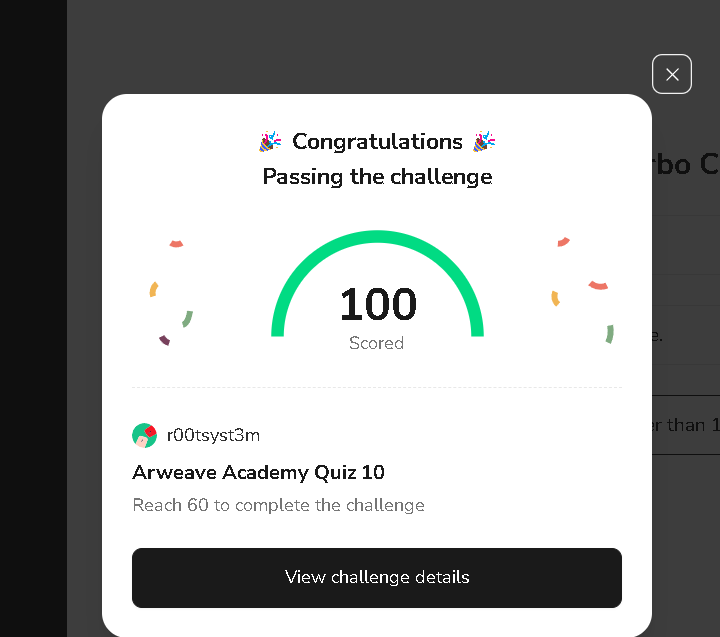 Congratulations
Passing the challenge
100
Scored
r00tsyst3m
Arweave Academy Quiz 10
Reach 60 to complete the challenge
View challenge details
rbo C
e.
er than 1